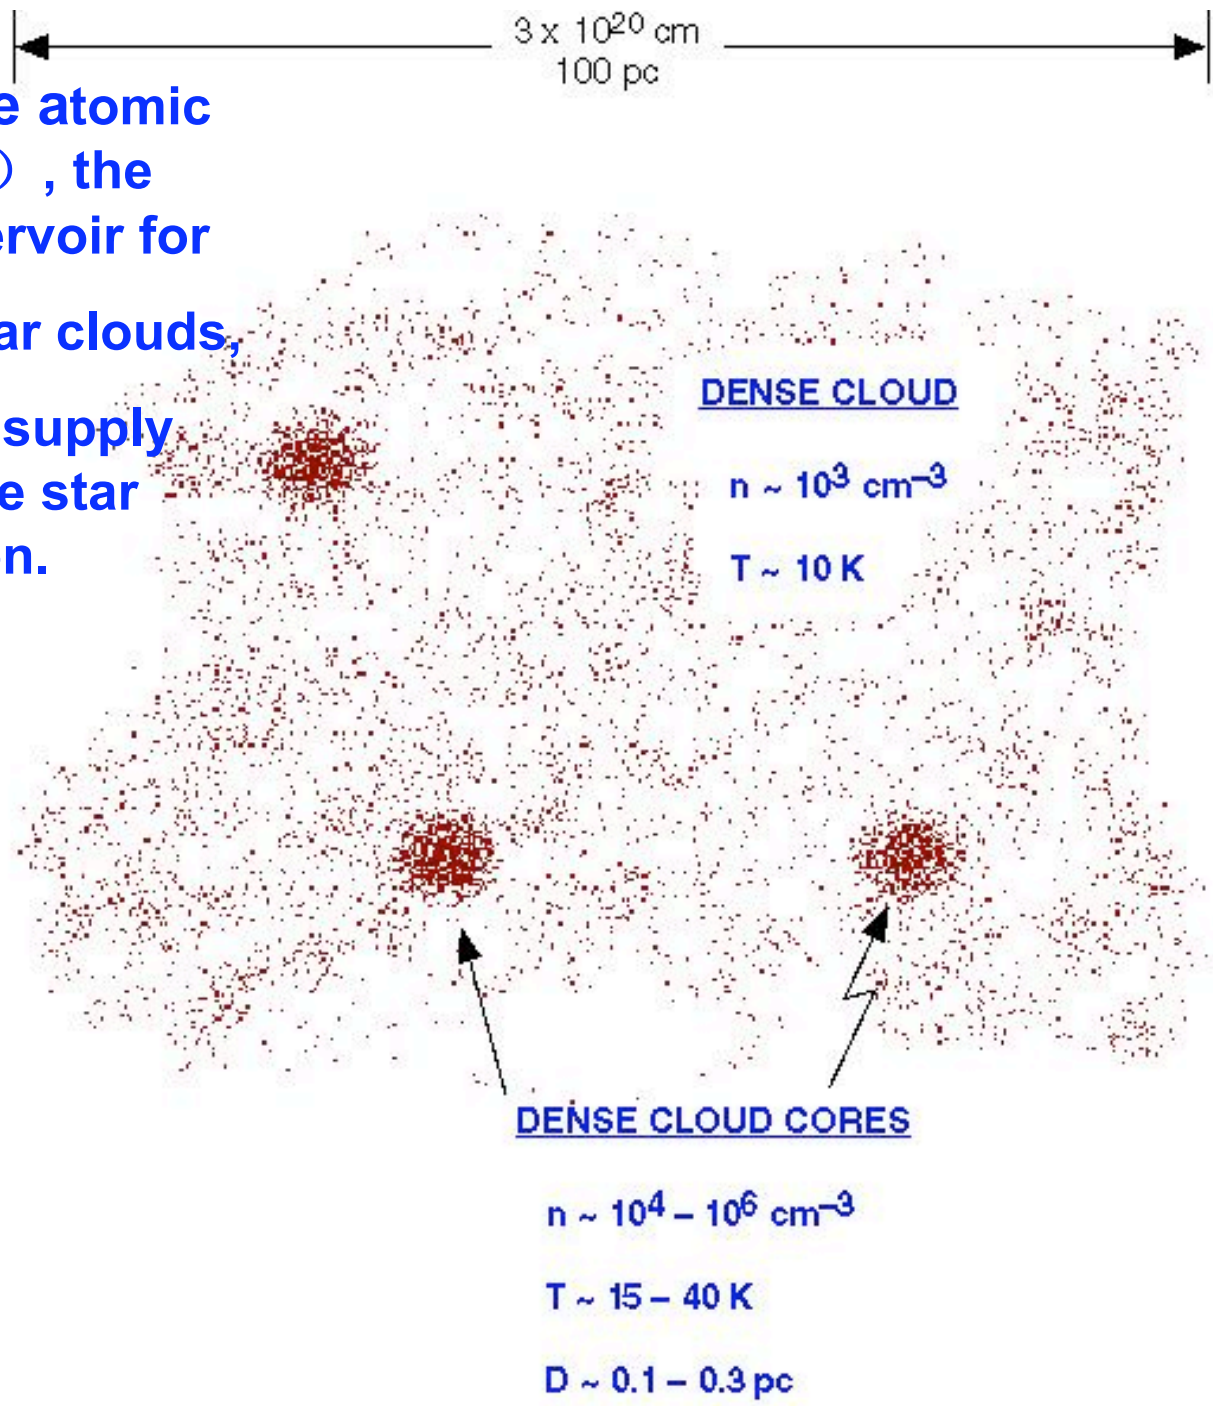 3 x 10²⁰ cm
100 pc
e atomic
, the
ervoir for
ar clouds,
supply
e star
n.
DENSE CLOUD
n ~ 10³ cm⁻³
T ~ 10 K
DENSE CLOUD CORES
n ~ 10⁴ – 10⁶ cm⁻³
T ~ 15 – 40 K
D ~ 0.1 – 0.3 pc